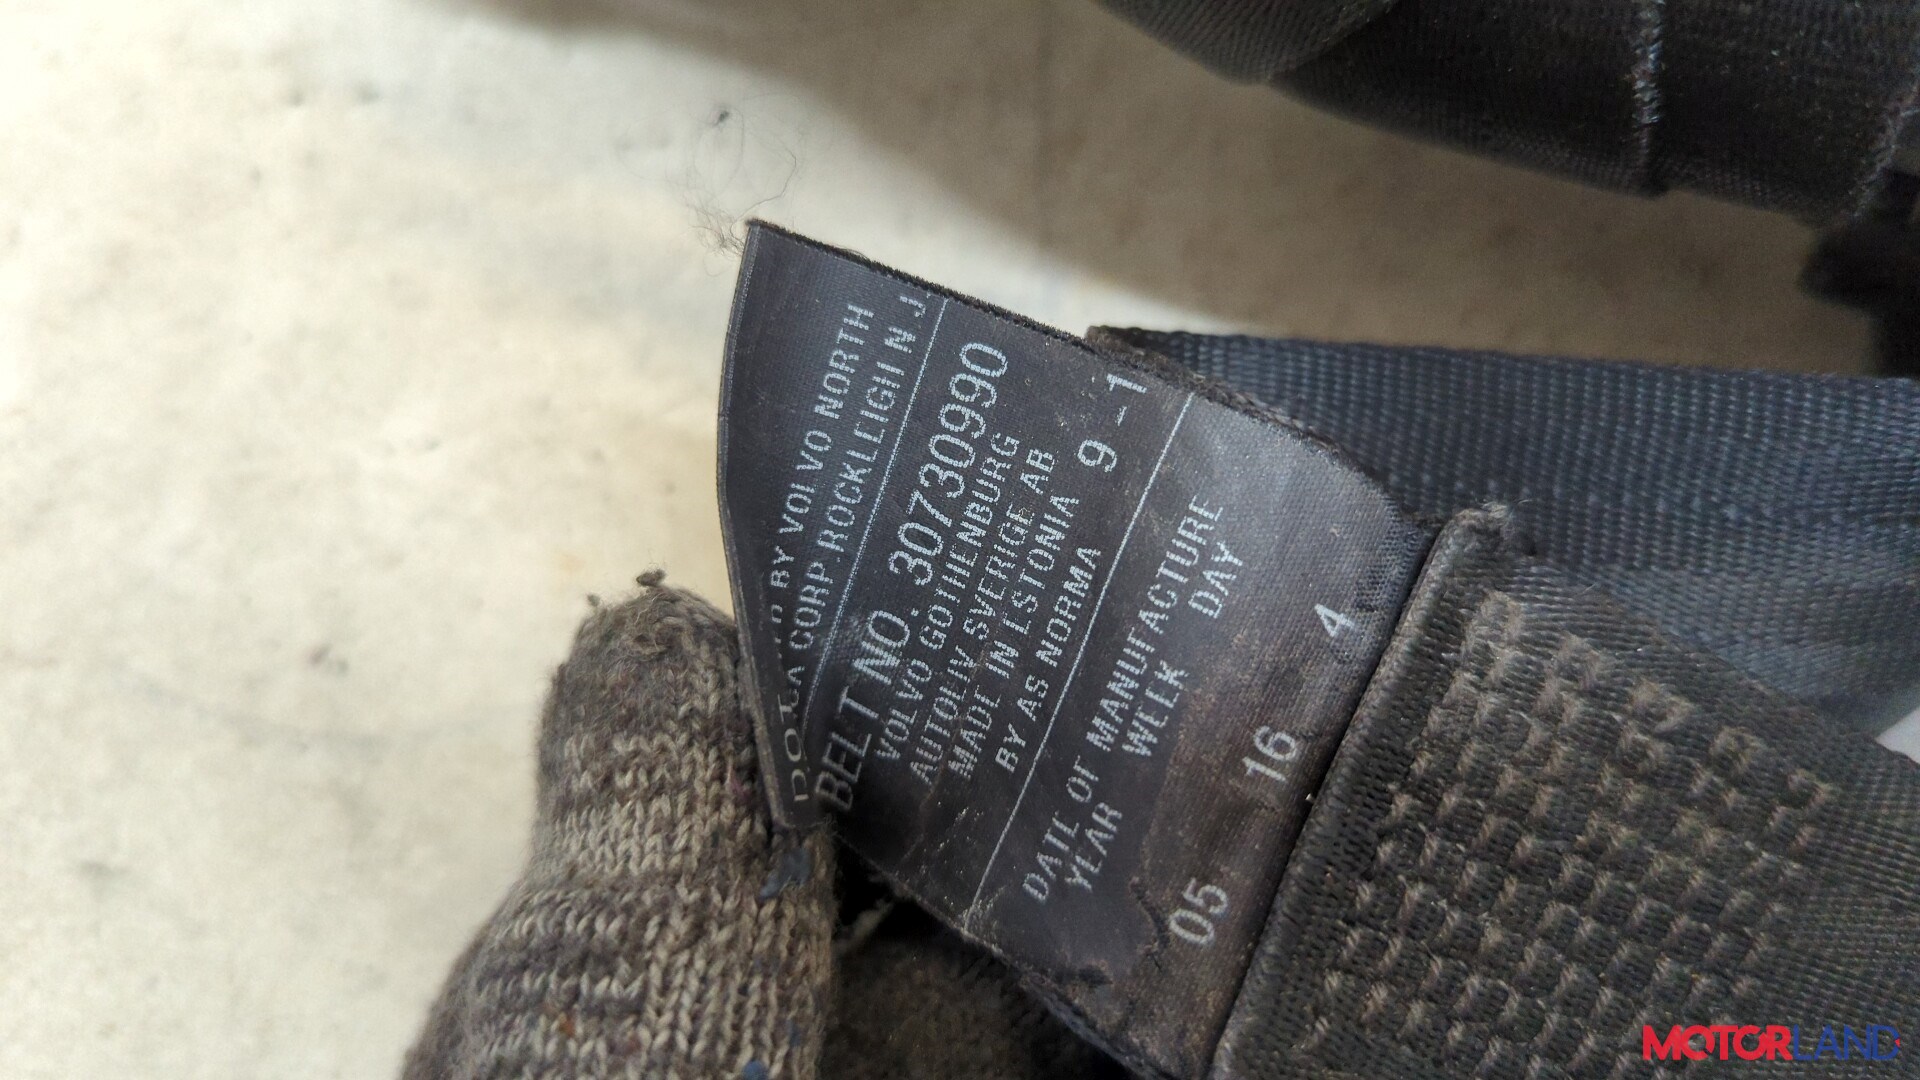 BY VOLVO NORTH
CORP. ROCKLEIGH N.J.
BELT NO. 30730990
VOLVO GOTHENBURG
AUTOLIV SVERIGE AB
MADE IN ESTONIA
BY AS NORMA 9-1
DATE OF MANUFACTURE
YEAR WEEK DAY
05 16 4
MOTORLAND